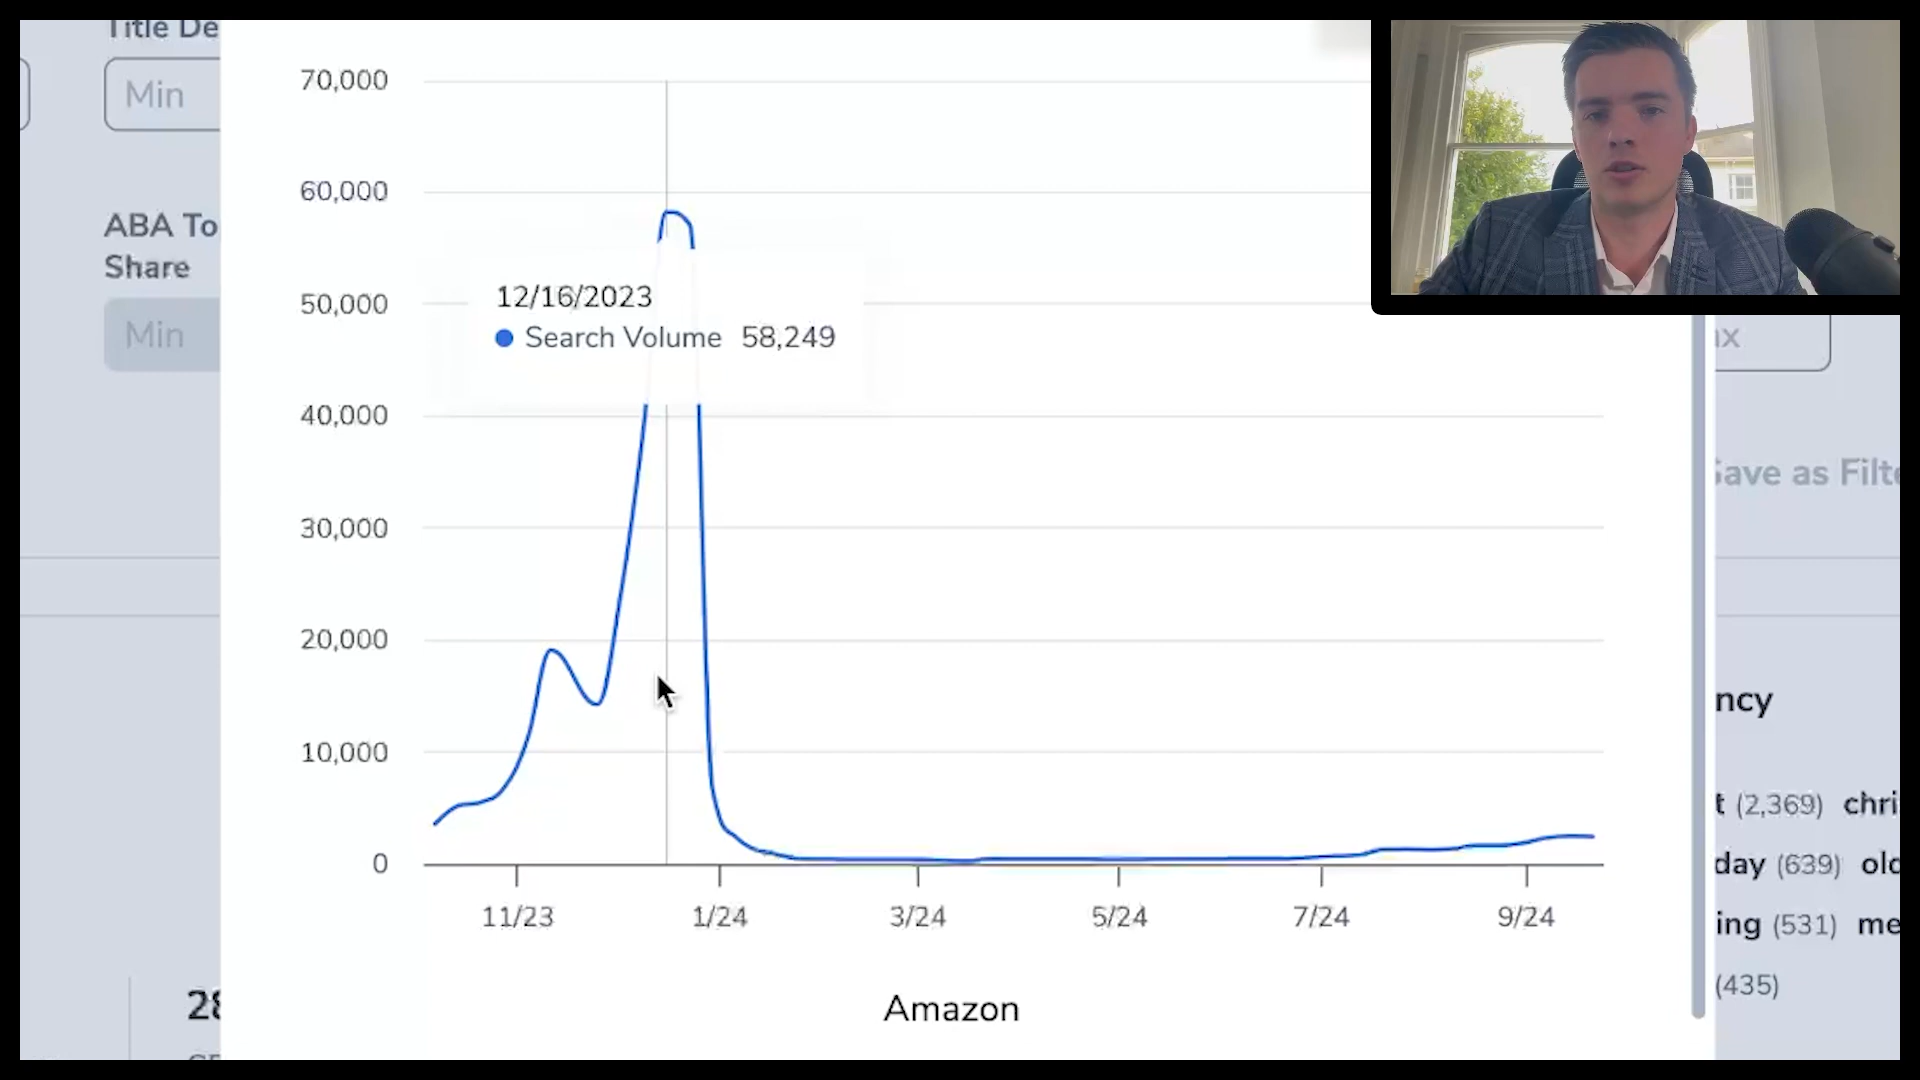 Title De
Min
ABA To
Share
Min
70,000
60,000
50,000
40,000
30,000
20,000
10,000
0
12/16/2023
Search Volume 58,249
11/23 1/24 3/24 5/24 7/24 9/24
Amazon
Save as Filte
ncy
t (2,369) chri
day (639) old
ing (531) me
(435)
28